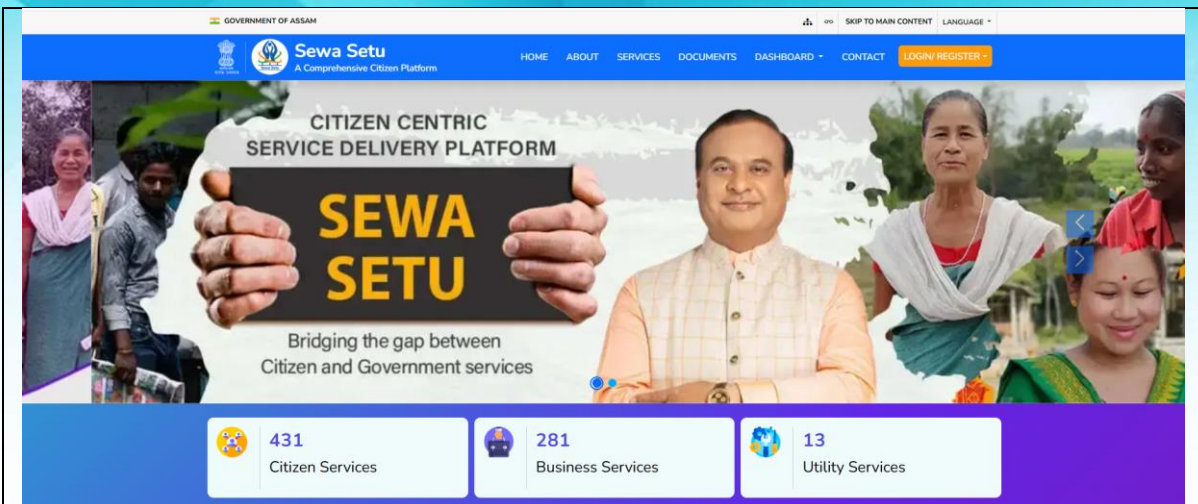 GOVERNMENT OF ASSAM
SKIP TO MAIN CONTENT LANGUAGE
Sewa Setu
A Comprehensive Citizen Platform
HOME ABOUT SERVICES DOCUMENTS DASHBOARD CONTACT LOGIN/ REGISTER
CITIZEN CENTRIC
SERVICE DELIVERY PLATFORM
SEWA
SETU
Bridging the gap between
Citizen and Government services
431
Citizen Services
281
Business Services
13
Utility Services